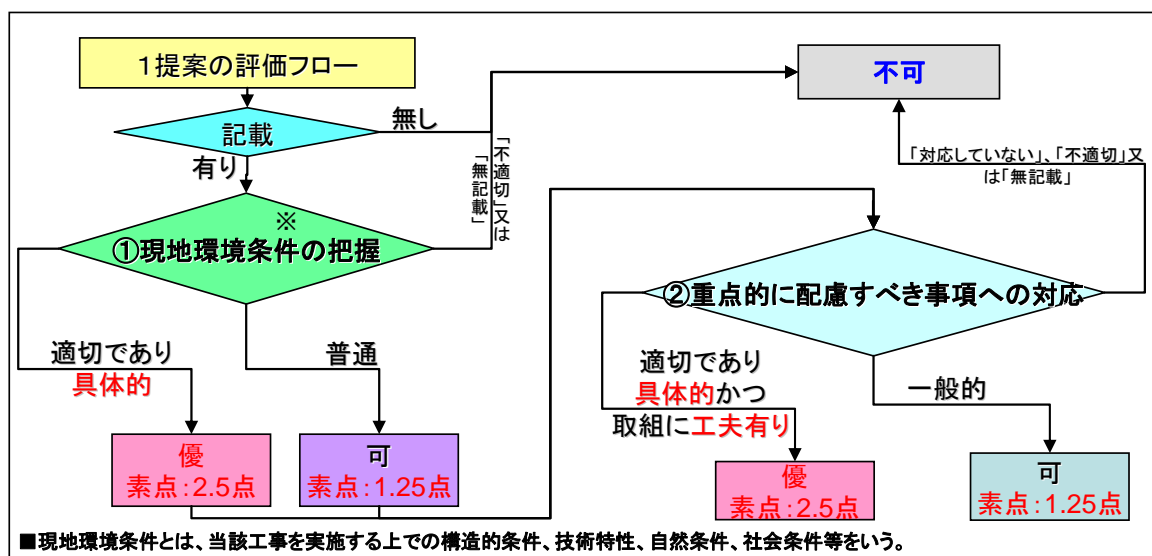 １提案の評価フロー
不可
記載
無し
有り
「不適切」又は
「無記載」
「対応していない」、「不適切」又
は「無記載」
※
①現地環境条件の把握
②重点的に配慮すべき事項への対応
適切であり
具体的
普通
適切であり
具体的かつ
取組に工夫有り
一般的
優
素点：2.5点
可
素点：1.25点
優
素点：2.5点
可
素点：1.25点
■現地環境条件とは、当該工事を実施する上での構造的条件、技術特性、自然条件、社会条件等をいう。